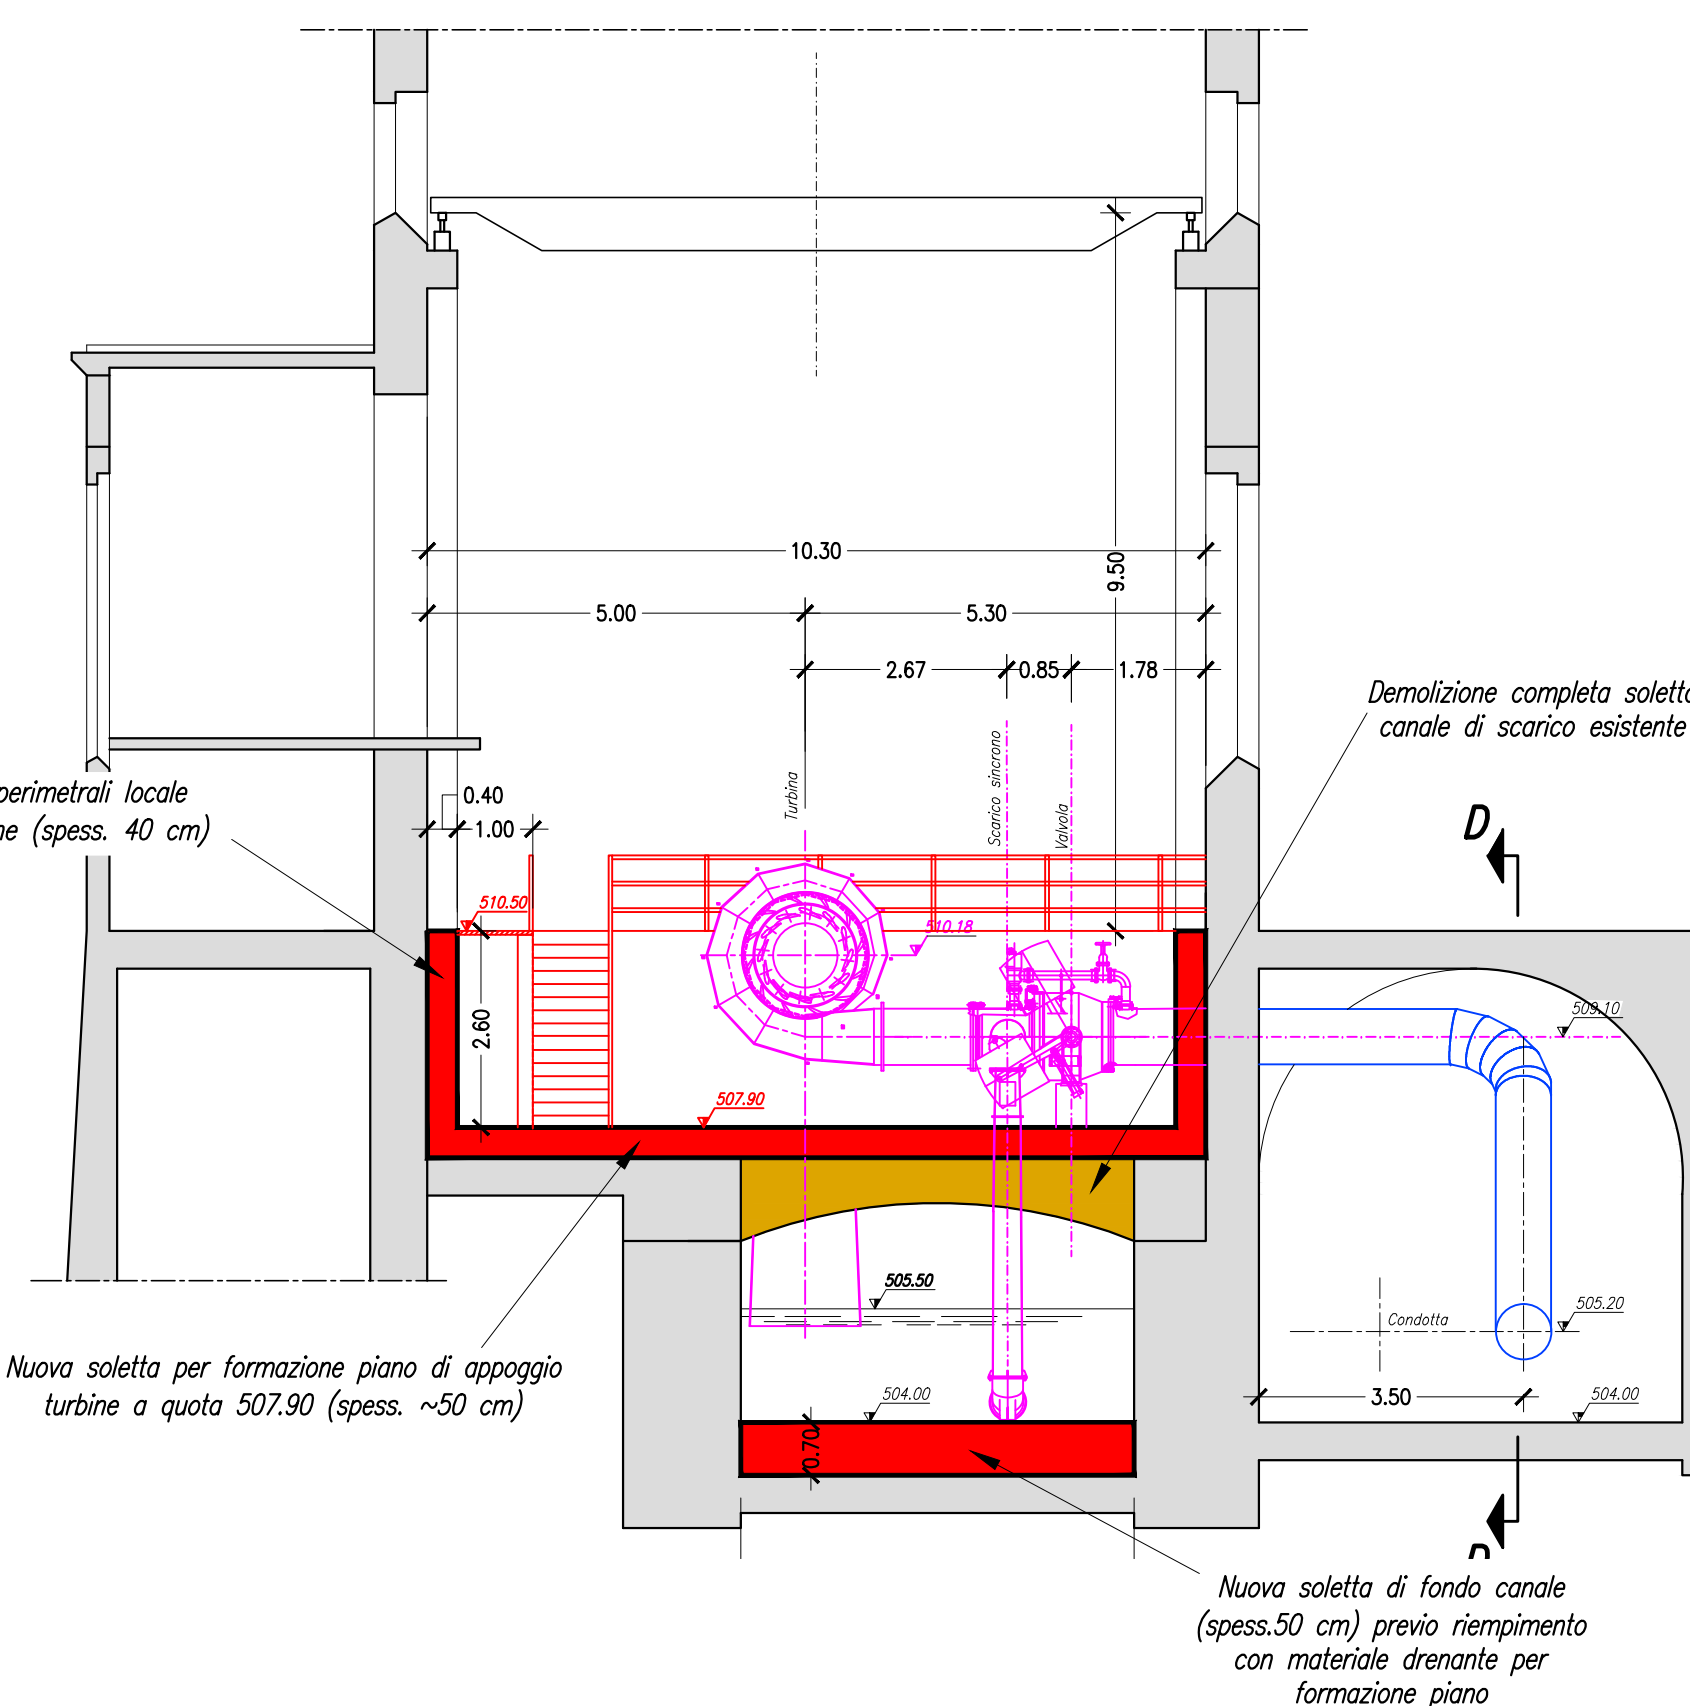 10.30
9.50
5.00
5.30
2.67
0.85
1.78
Demolizione completa soletta
canale di scarico esistente
Turbina
Scarico sincrono
Valvola
perimetrali locale
(spess. 40 cm)
0.40
1.00
D
510.50
510.18
2.60
509.10
507.90
505.50
505.20
Condotta
Nuova soletta per formazione piano di appoggio
turbine a quota 507.90 (spess. ~50 cm)
504.00
3.50
504.00
0.70
D
Nuova soletta di fondo canale
(spess.50 cm) previo riempimento
con materiale drenante per
formazione piano